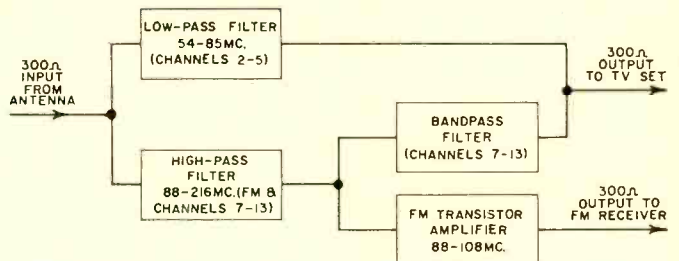 LOW-PASS FILTER
54-85MC.
(CHANNELS 2-5)
300Ω
INPUT
FROM
ANTENNA
300Ω
OUTPUT
TO TV SET
BANDPASS
FILTER
(CHANNELS 7-13)
HIGH-PASS
FILTER
88-216MC.(FM &
CHANNELS 7-13)
FM TRANSISTOR
AMPLIFIER
88-108MC.
300Ω
OUTPUT TO
FM RECEIVER